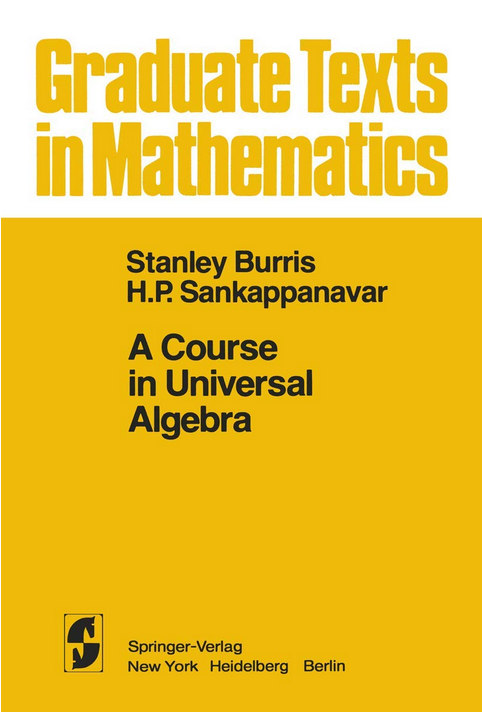 Graduate Texts
in Mathematics
Stanley Burris
H.P. Sankappanavar
A Course
in Universal
Algebra
Springer-Verlag
New York Heidelberg Berlin